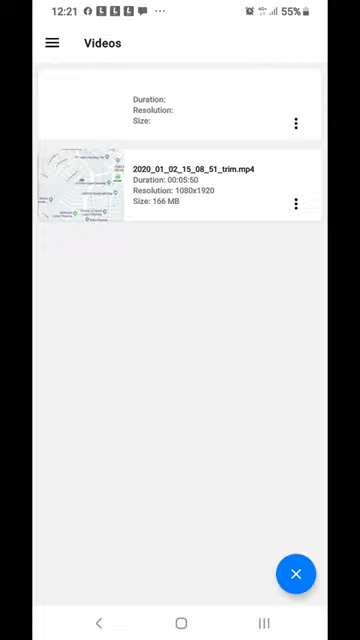 12:21 55%
Videos
Duration:
Resolution:
Size:
2020_01_02_15_08_51_trim.mp4
Duration: 00:05:50
Resolution: 1080x1920
Size: 166 MB